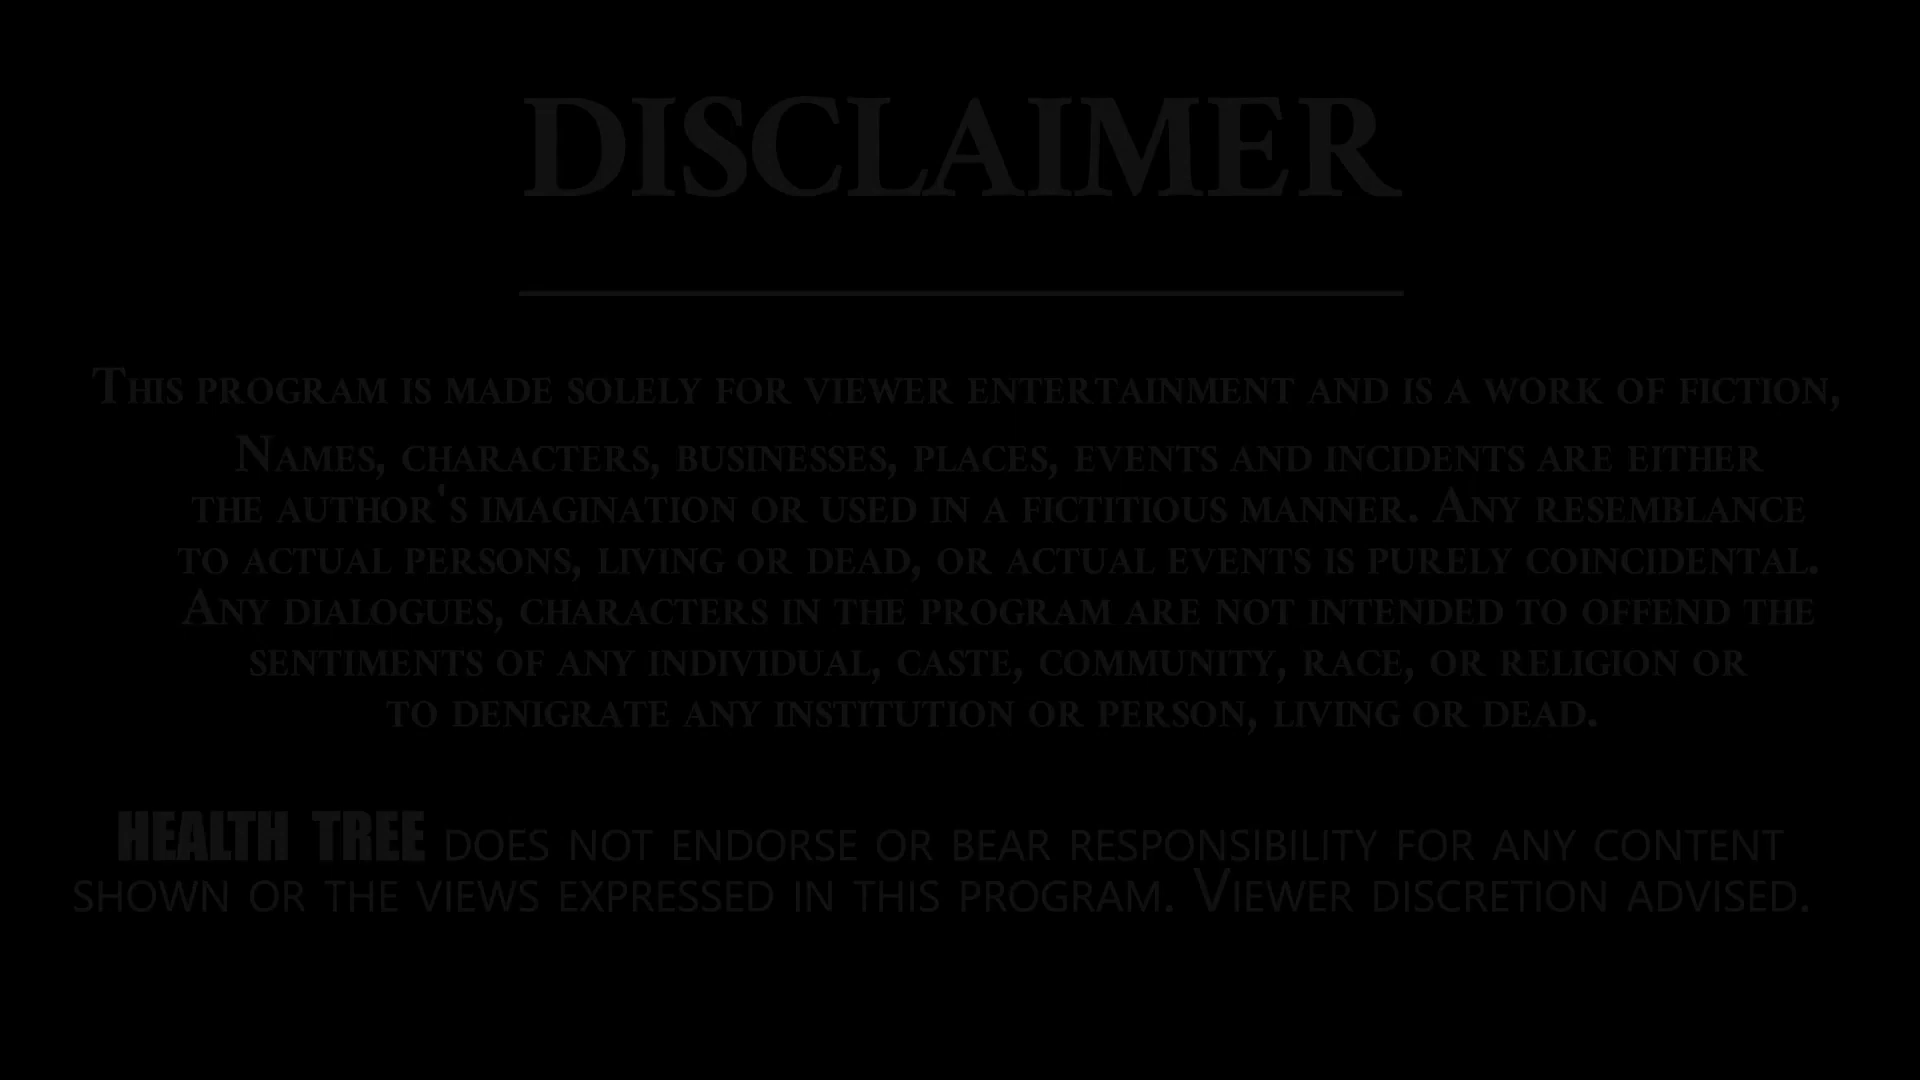 DISCLAIMER
This program is made solely for viewer entertainment and is a work of fiction,
Names, characters, businesses, places, events and incidents are either
the author's imagination or used in a fictitious manner. Any resemblance
to actual persons, living or dead, or actual events is purely coincidental.
Any dialogues, characters in the program are not intended to offend the
sentiments of any individual, caste, community, race, or religion or
to denigrate any institution or person, living or dead.
HEALTH TREE does not endorse or bear responsibility for any content
shown or the views expressed in this program. Viewer discretion advised.